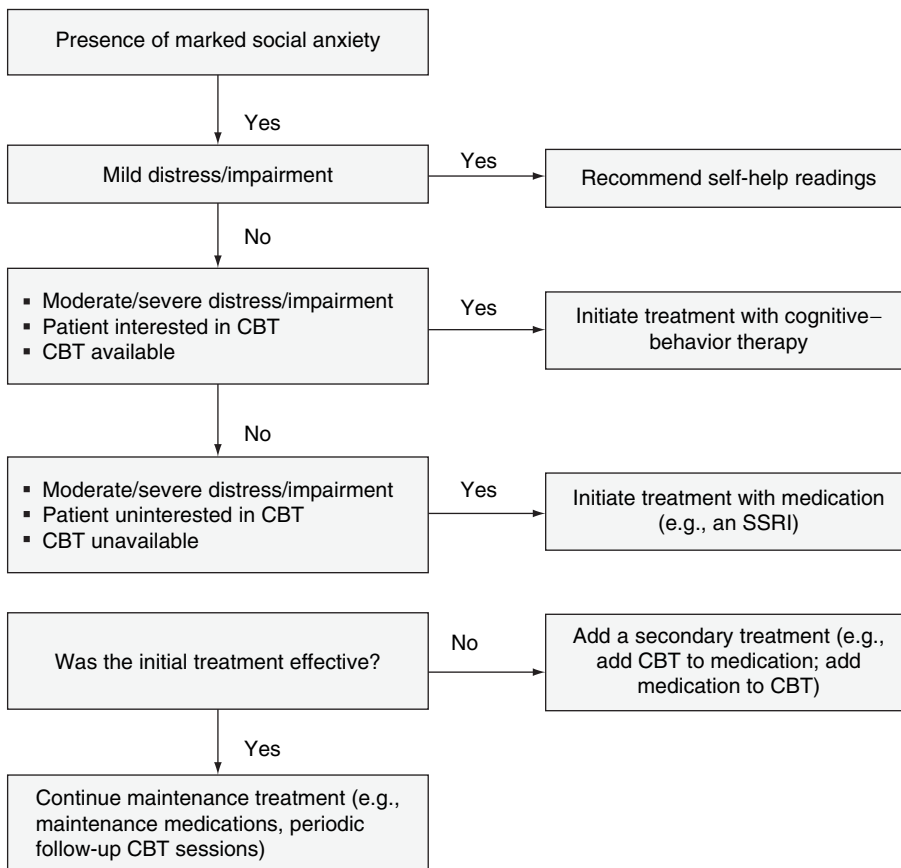 Presence of marked social anxiety
Yes
Mild distress/impairment
Yes
Recommend self-help readings
No
▪ Moderate/severe distress/impairment
▪ Patient interested in CBT
▪ CBT available
Yes
Initiate treatment with cognitive–
behavior therapy
No
▪ Moderate/severe distress/impairment
▪ Patient uninterested in CBT
▪ CBT unavailable
Yes
Initiate treatment with medication
(e.g., an SSRI)
Was the initial treatment effective?
No
Add a secondary treatment (e.g.,
add CBT to medication; add
medication to CBT)
Yes
Continue maintenance treatment (e.g.,
maintenance medications, periodic
follow-up CBT sessions)